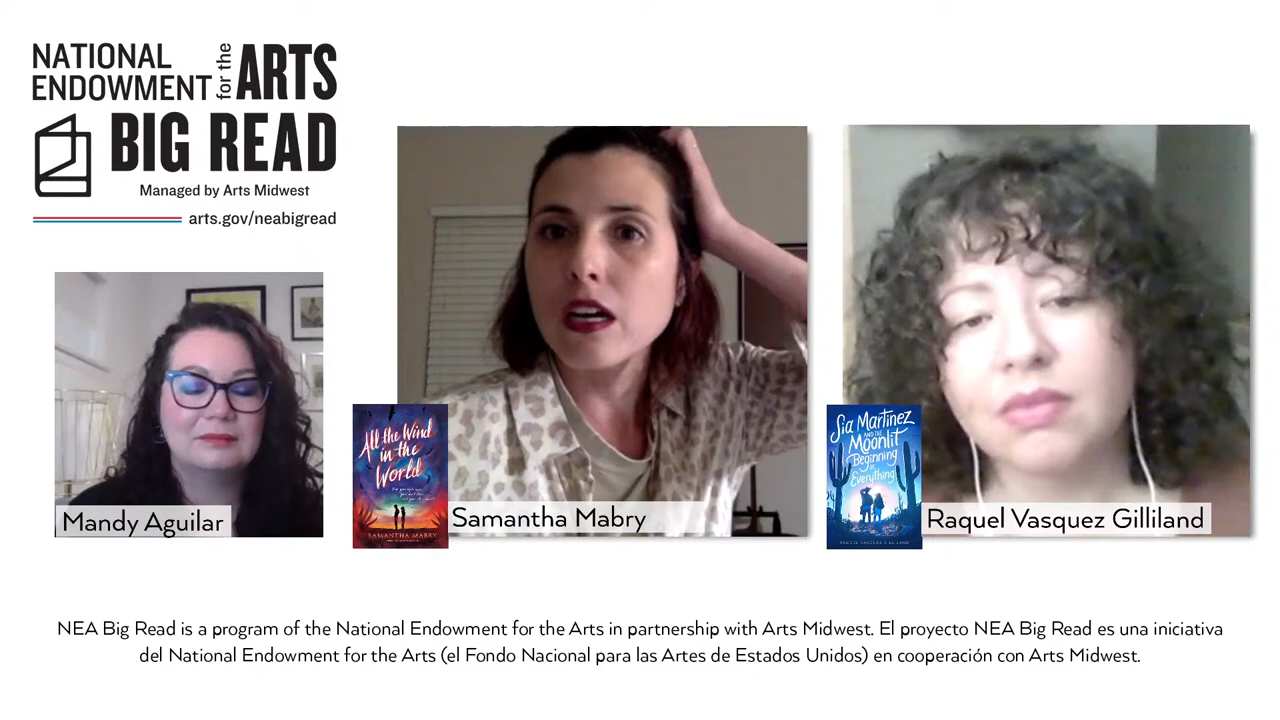 NATIONAL
ENDOWMENT
for the
ARTS
BIG READ
Managed by Arts Midwest
arts.gov/neabigread
Mandy Aguilar
All the Wind
in the
World
SAMANTHA MABRY
Samantha Mabry
Sia Martinez
AND THE
Moonlit
Beginning
OF
Everything
RAQUEL VASQUEZ GILLILAND
Raquel Vasquez Gilliland
NEA Big Read is a program of the National Endowment for the Arts in partnership with Arts Midwest. El proyecto NEA Big Read es una iniciativa
del National Endowment for the Arts (el Fondo Nacional para las Artes de Estados Unidos) en cooperación con Arts Midwest.